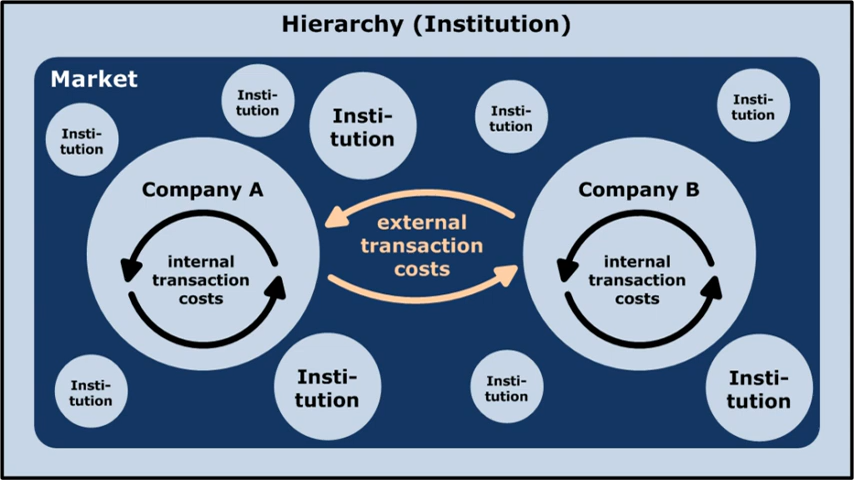 Hierarchy (Institution)
Market
Insti-
tution
Insti-
tution
Insti-
tution
Insti-
tution
Insti-
tution
Company A
internal
transaction
costs
external
transaction
costs
Company B
internal
transaction
costs
Insti-
tution
Insti-
tution
Insti-
tution
Insti-
tution